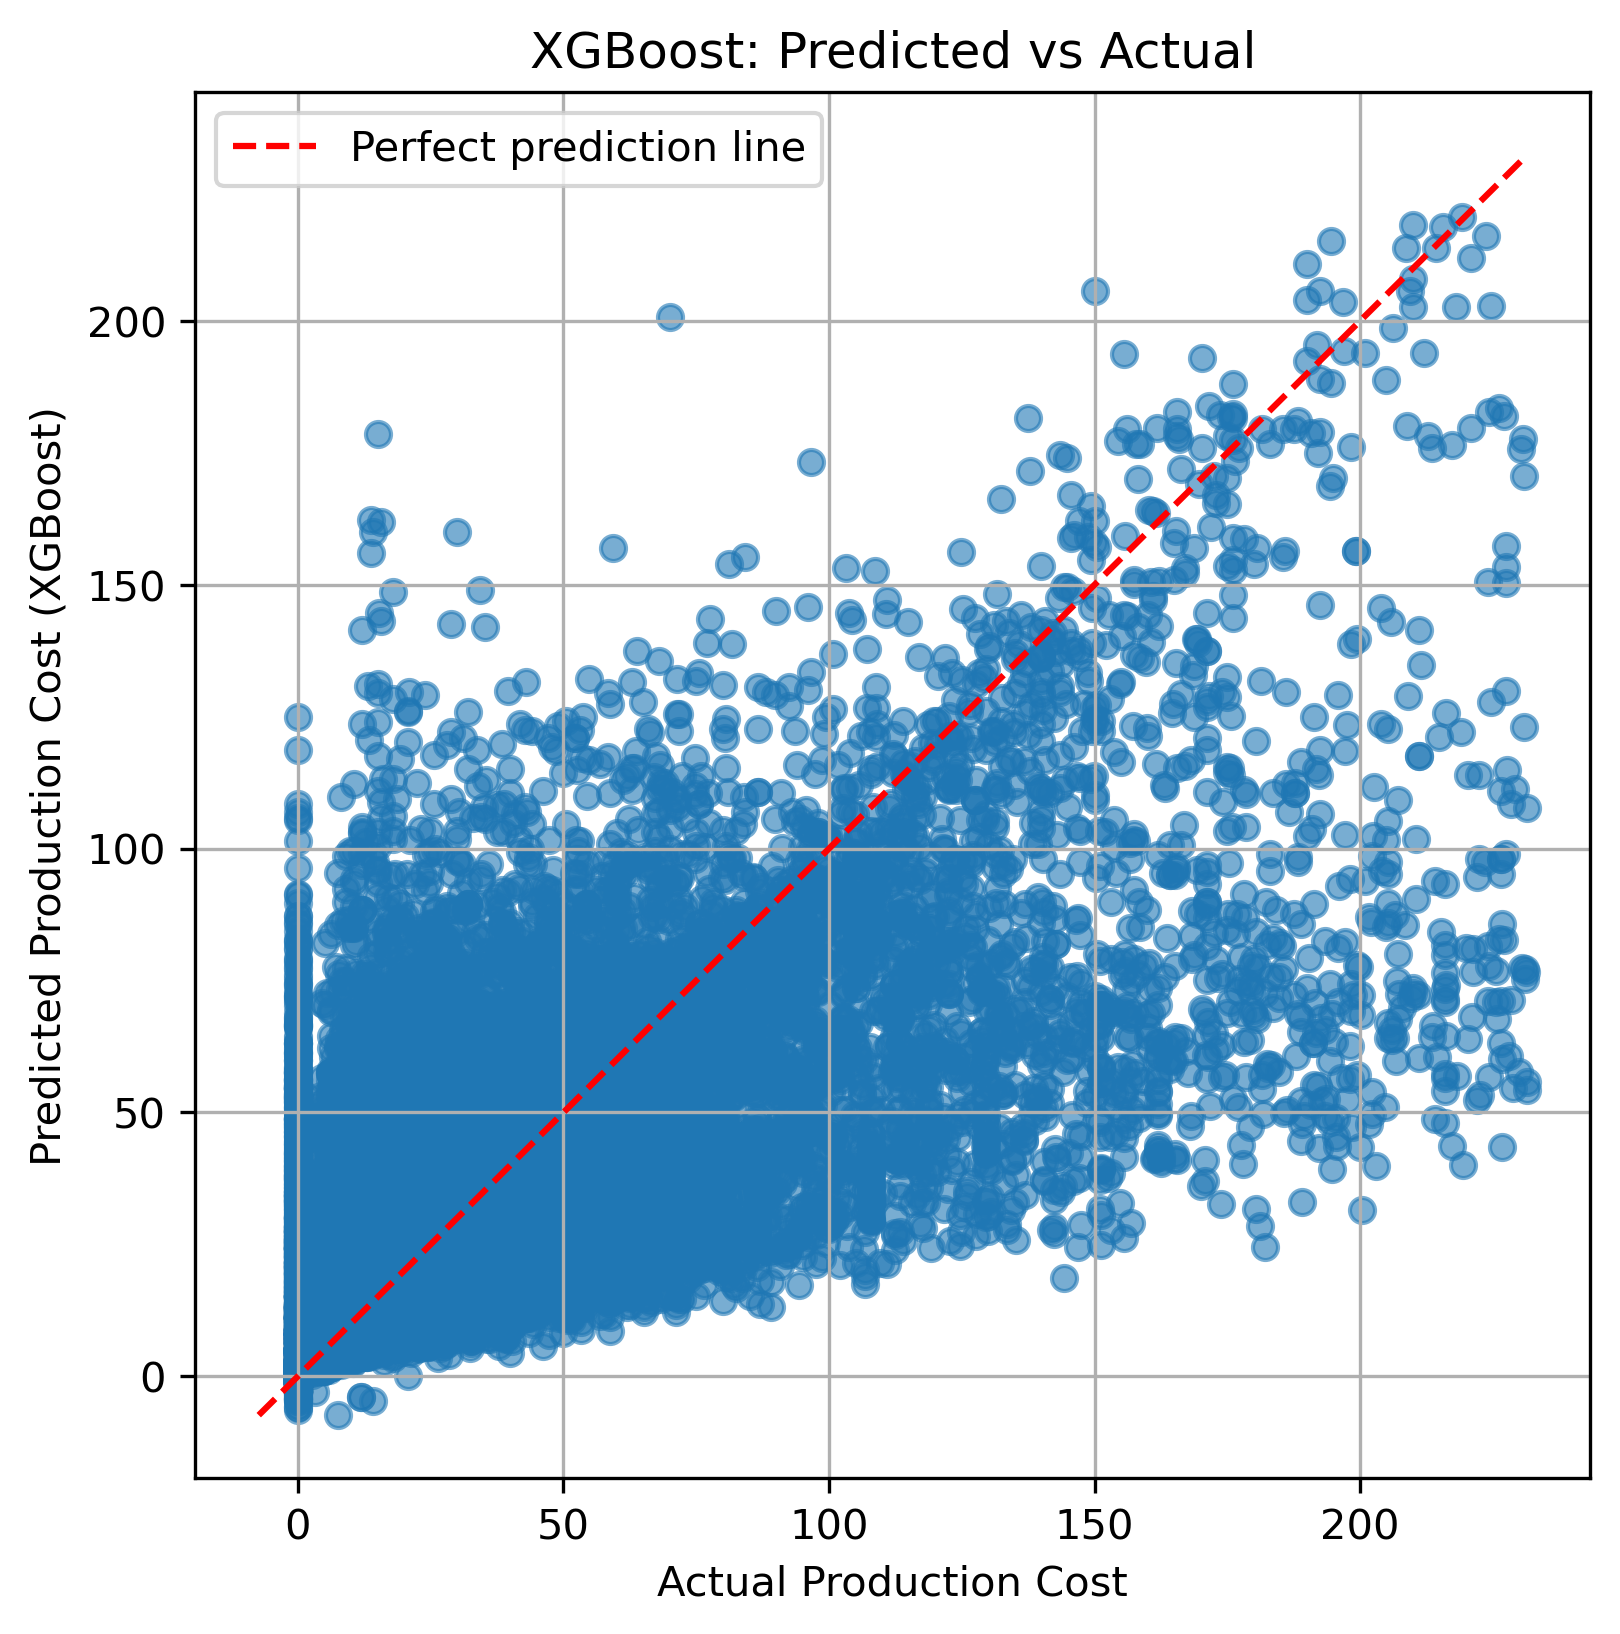 XGBoost: Predicted vs Actual
Perfect prediction line
Predicted Production Cost (XGBoost)
200
150
100
50
0
0 50 100 150 200
Actual Production Cost